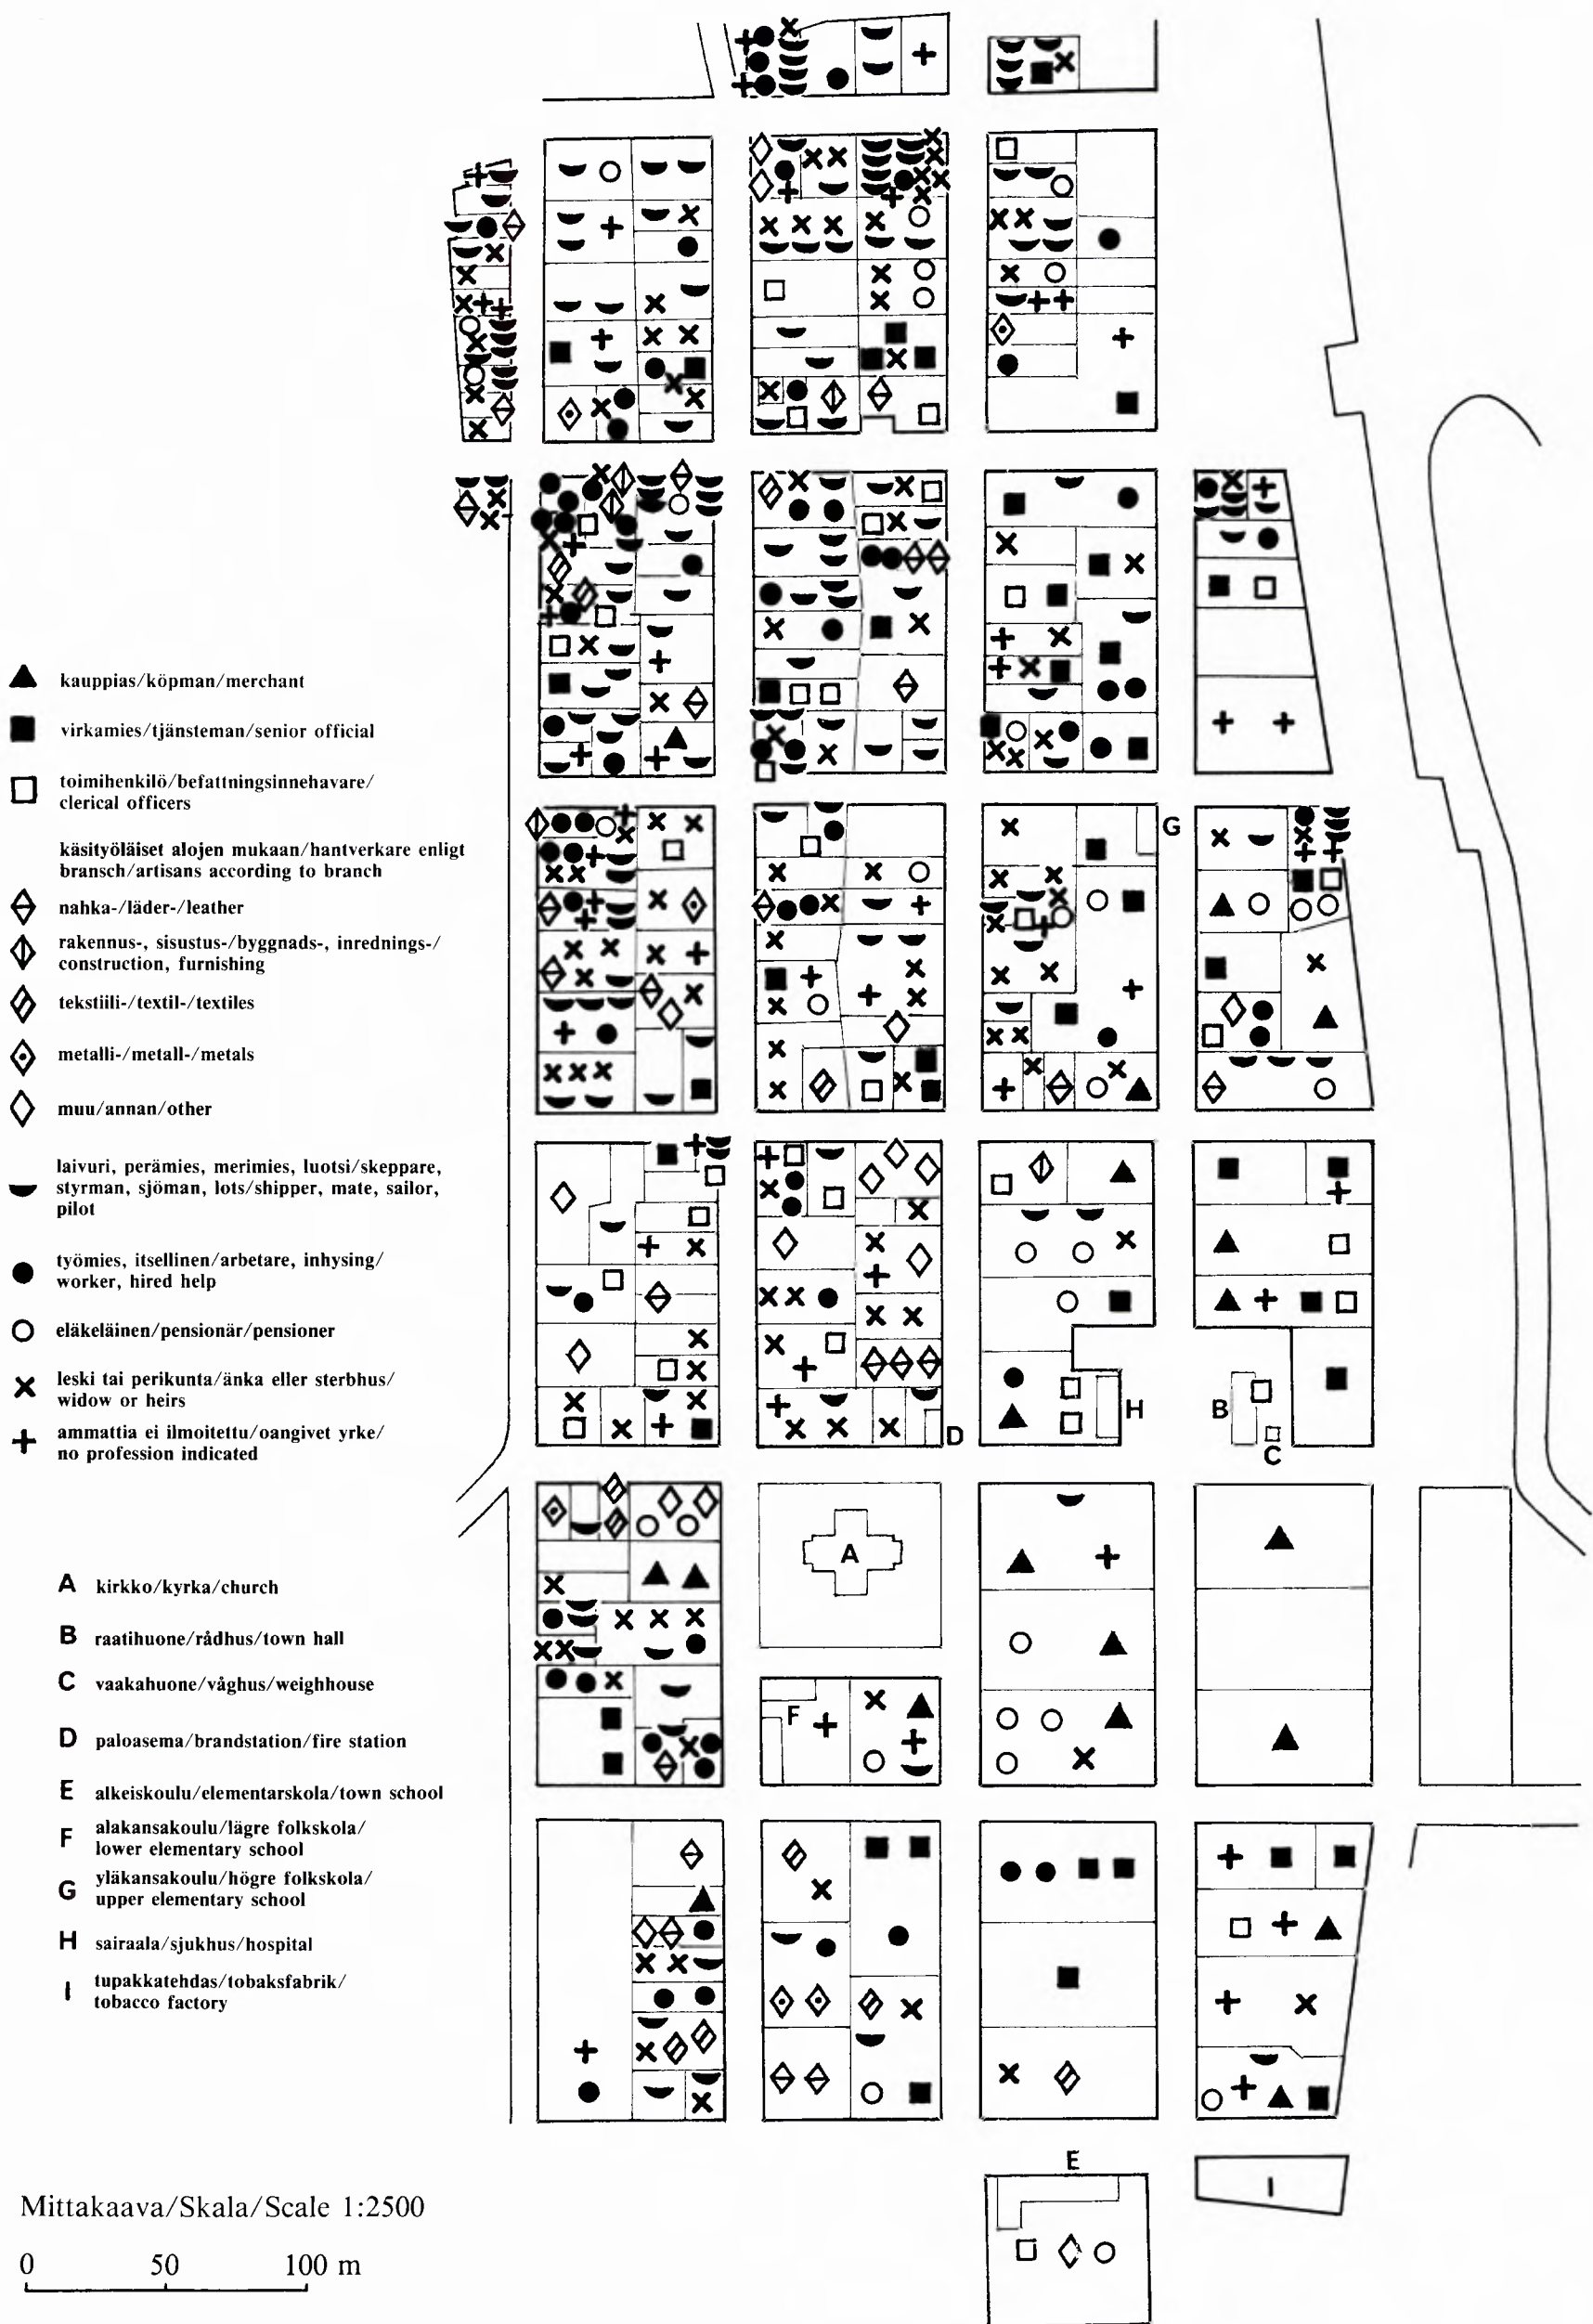 kauppias/köpman/merchant
virkamies/tjänsteman/senior official
toimihenkilö/befattningsinnehavare/
clerical officers
käsityöläiset alojen mukaan/hantverkare enligt
bransch/artisans according to branch
nahka-/läder-/leather
rakennus-, sisustus-/byggnads-, inrednings-/
construction, furnishing
tekstiili-/textil-/textiles
metalli-/metall-/metals
muu/annan/other
laivuri, perämies, merimies, luotsi/skeppare,
styrman, sjöman, lots/shipper, mate, sailor,
pilot
työmies, itsellinen/arbetare, inhysing/
worker, hired help
eläkeläinen/pensionär/pensioner
leski tai perikunta/änka eller sterbhus/
widow or heirs
ammattia ei ilmoitettu/oangivet yrke/
no profession indicated
A kirkko/kyrka/church
B raatihuone/rådhus/town hall
C vaakahuone/våghus/weighhouse
D paloasema/brandstation/fire station
E alkeiskoulu/elementarskola/town school
F alakansakoulu/lägre folkskola/
lower elementary school
G yläkansakoulu/högre folkskola/
upper elementary school
H sairaala/sjukhus/hospital
I tupakkatehdas/tobaksfabrik/
tobacco factory
Mittakaava/Skala/Scale 1:2500
0 50 100 m
G
H
B
C
D
A
F
E
I